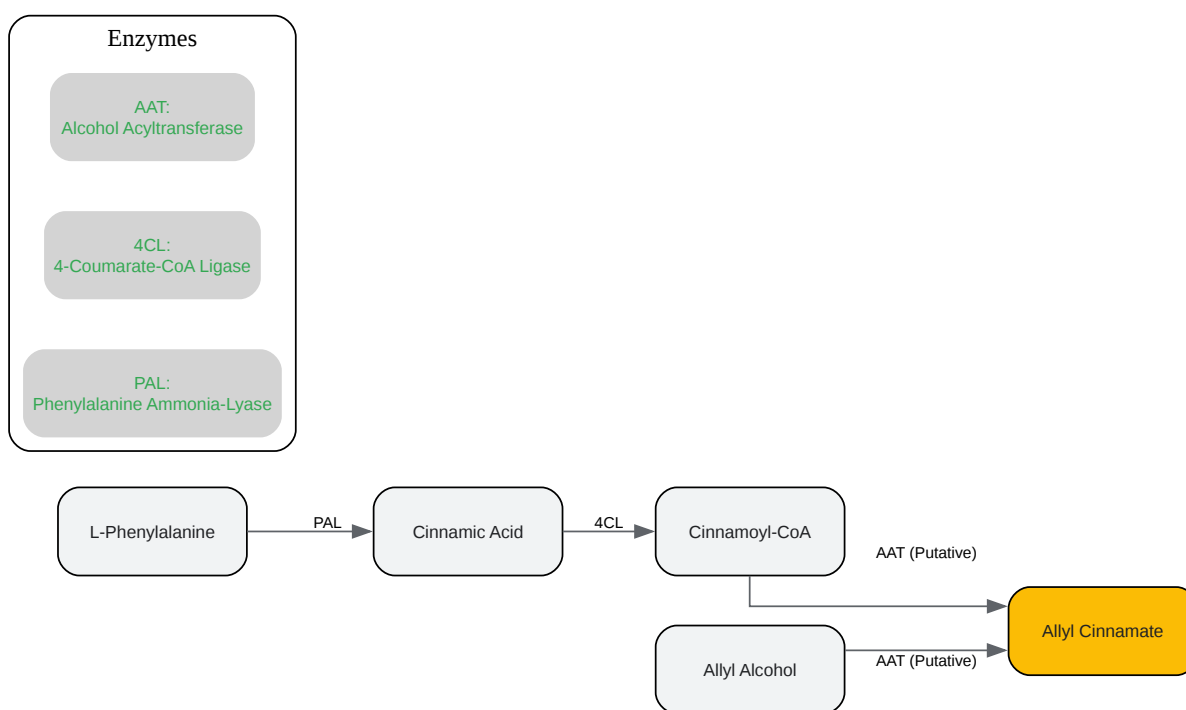 Enzymes
AAT:
Alcohol Acyltransferase
4CL:
4-Coumarate-CoA Ligase
PAL:
Phenylalanine Ammonia-Lyase
L-Phenylalanine
PAL
Cinnamic Acid
4CL
Cinnamoyl-CoA
AAT (Putative)
Allyl Cinnamate
Allyl Alcohol
AAT (Putative)